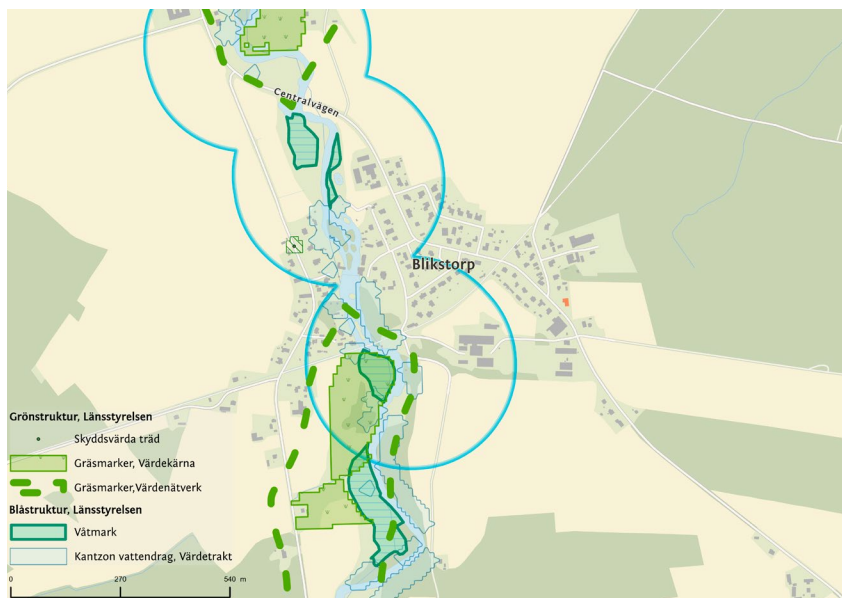 Centralvägen
Blikstorp
Grönstruktur, Länsstyrelsen
Skyddsvärda träd
Gräsmarker, Värdekärna
Gräsmarker,Värdenätverk
Blåstruktur, Länsstyrelsen
Våtmark
Kantzon vattendrag, Värdetrakt
0 270 540 m